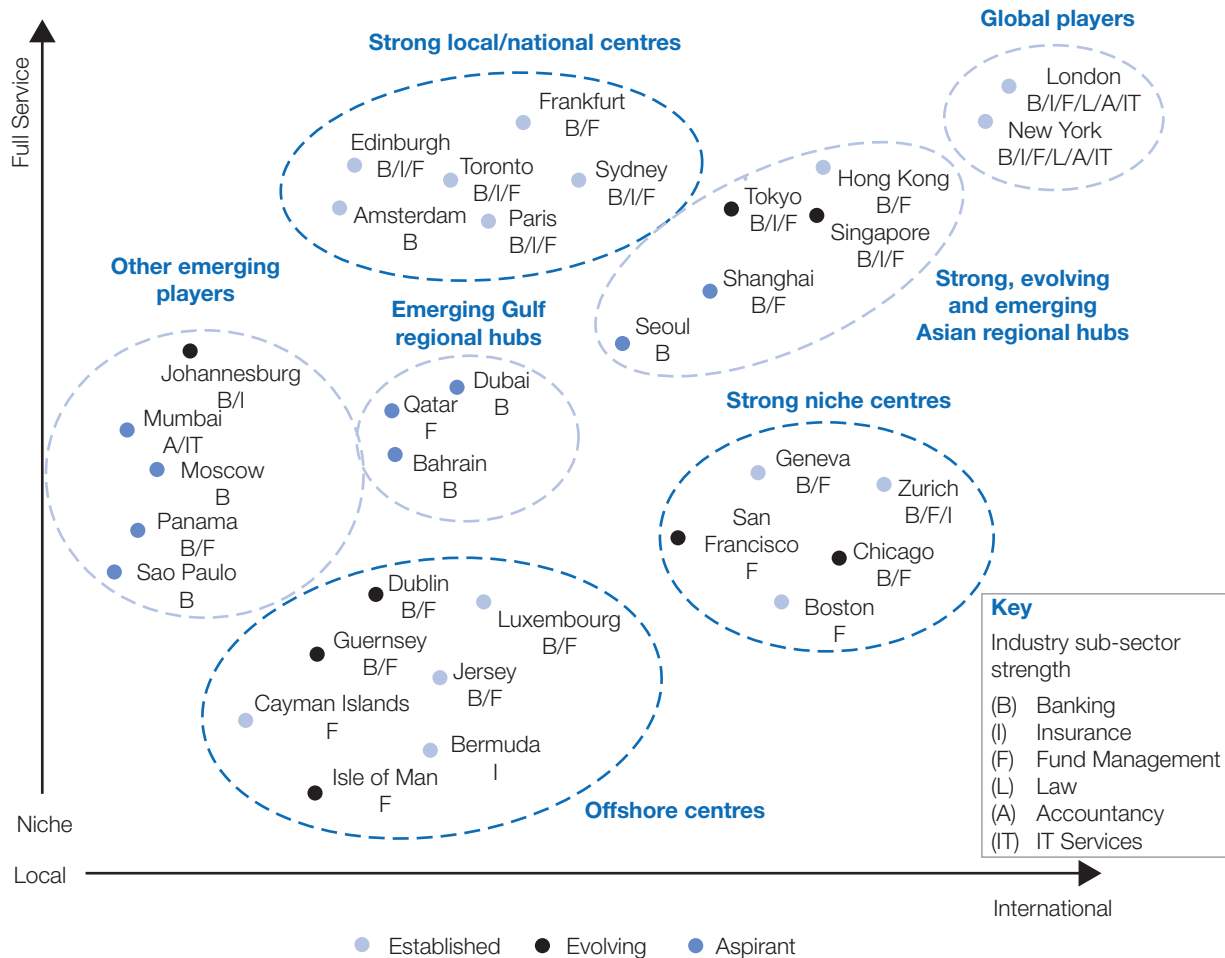 Global players
London
B/I/F/L/A/IT
New York
B/I/F/L/A/IT
Strong local/national centres
Frankfurt
B/F
Edinburgh
B/I/F
Toronto
B/I/F
Sydney
B/I/F
Amsterdam
B
Paris
B/I/F
Hong Kong
B/F
Tokyo
B/I/F
Singapore
B/I/F
Shanghai
B/F
Seoul
B
Strong, evolving
and emerging
Asian regional hubs
Other emerging
players
Johannesburg
B/I
Mumbai
A/IT
Moscow
B
Panama
B/F
Sao Paulo
B
Emerging Gulf
regional hubs
Dubai
B
Qatar
F
Bahrain
B
Strong niche centres
Geneva
B/F
Zurich
B/F/I
San
Francisco
F
Chicago
B/F
Boston
F
Dublin
B/F
Luxembourg
B/F
Guernsey
B/F
Jersey
B/F
Cayman Islands
F
Bermuda
I
Isle of Man
F
Offshore centres
Key
Industry sub-sector
strength
(B) Banking
(I) Insurance
(F) Fund Management
(L) Law
(A) Accountancy
(IT) IT Services
Full Service
Niche
Local
International
Established
Evolving
Aspirant